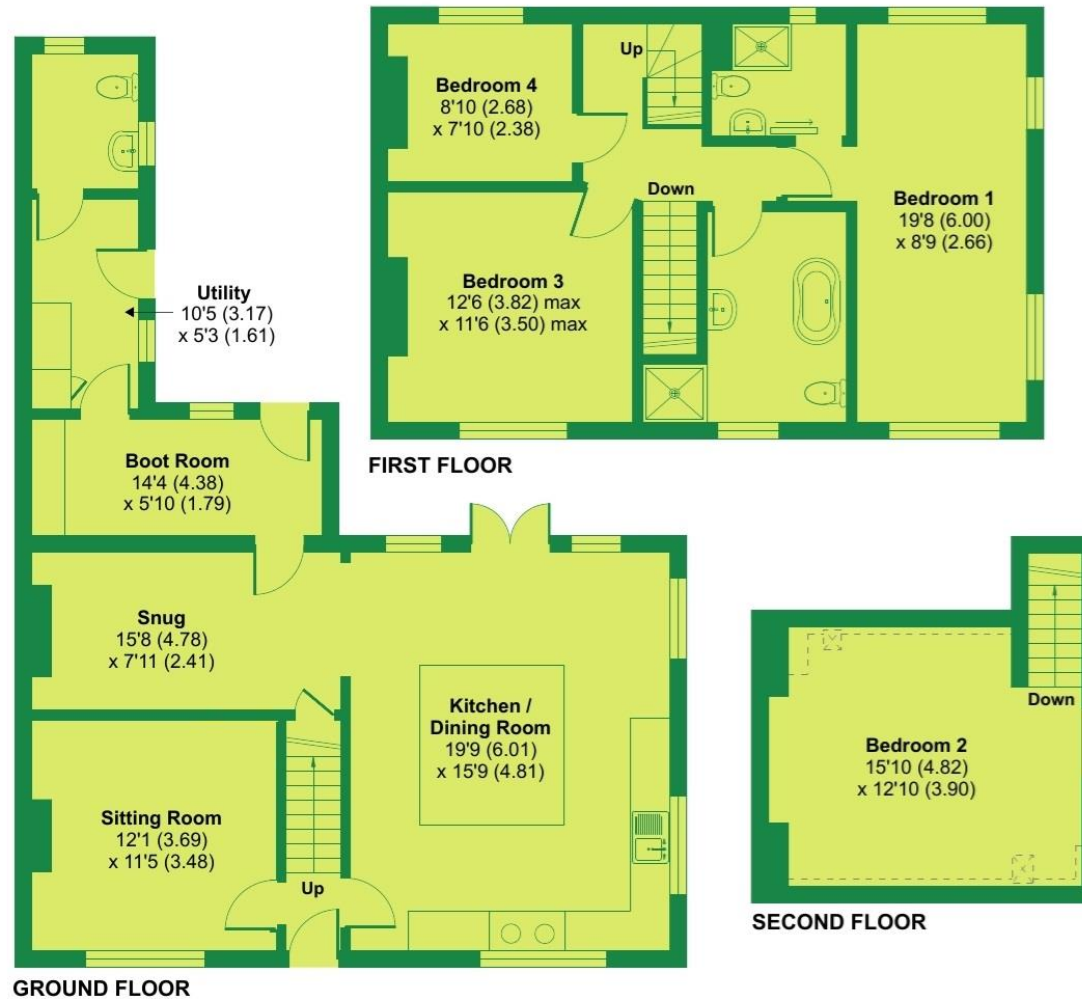 Up
Bedroom 4
8'10 (2.68)
x 7'10 (2.38)
Down
Bedroom 1
19'8 (6.00)
x 8'9 (2.66)
Bedroom 3
12'6 (3.82) max
x 11'6 (3.50) max
FIRST FLOOR
Utility
10'5 (3.17)
x 5'3 (1.61)
Boot Room
14'4 (4.38)
x 5'10 (1.79)
Snug
15'8 (4.78)
x 7'11 (2.41)
Kitchen /
Dining Room
19'9 (6.01)
x 15'9 (4.81)
Sitting Room
12'1 (3.69)
x 11'5 (3.48)
Up
GROUND FLOOR
Down
Bedroom 2
15'10 (4.82)
x 12'10 (3.90)
SECOND FLOOR